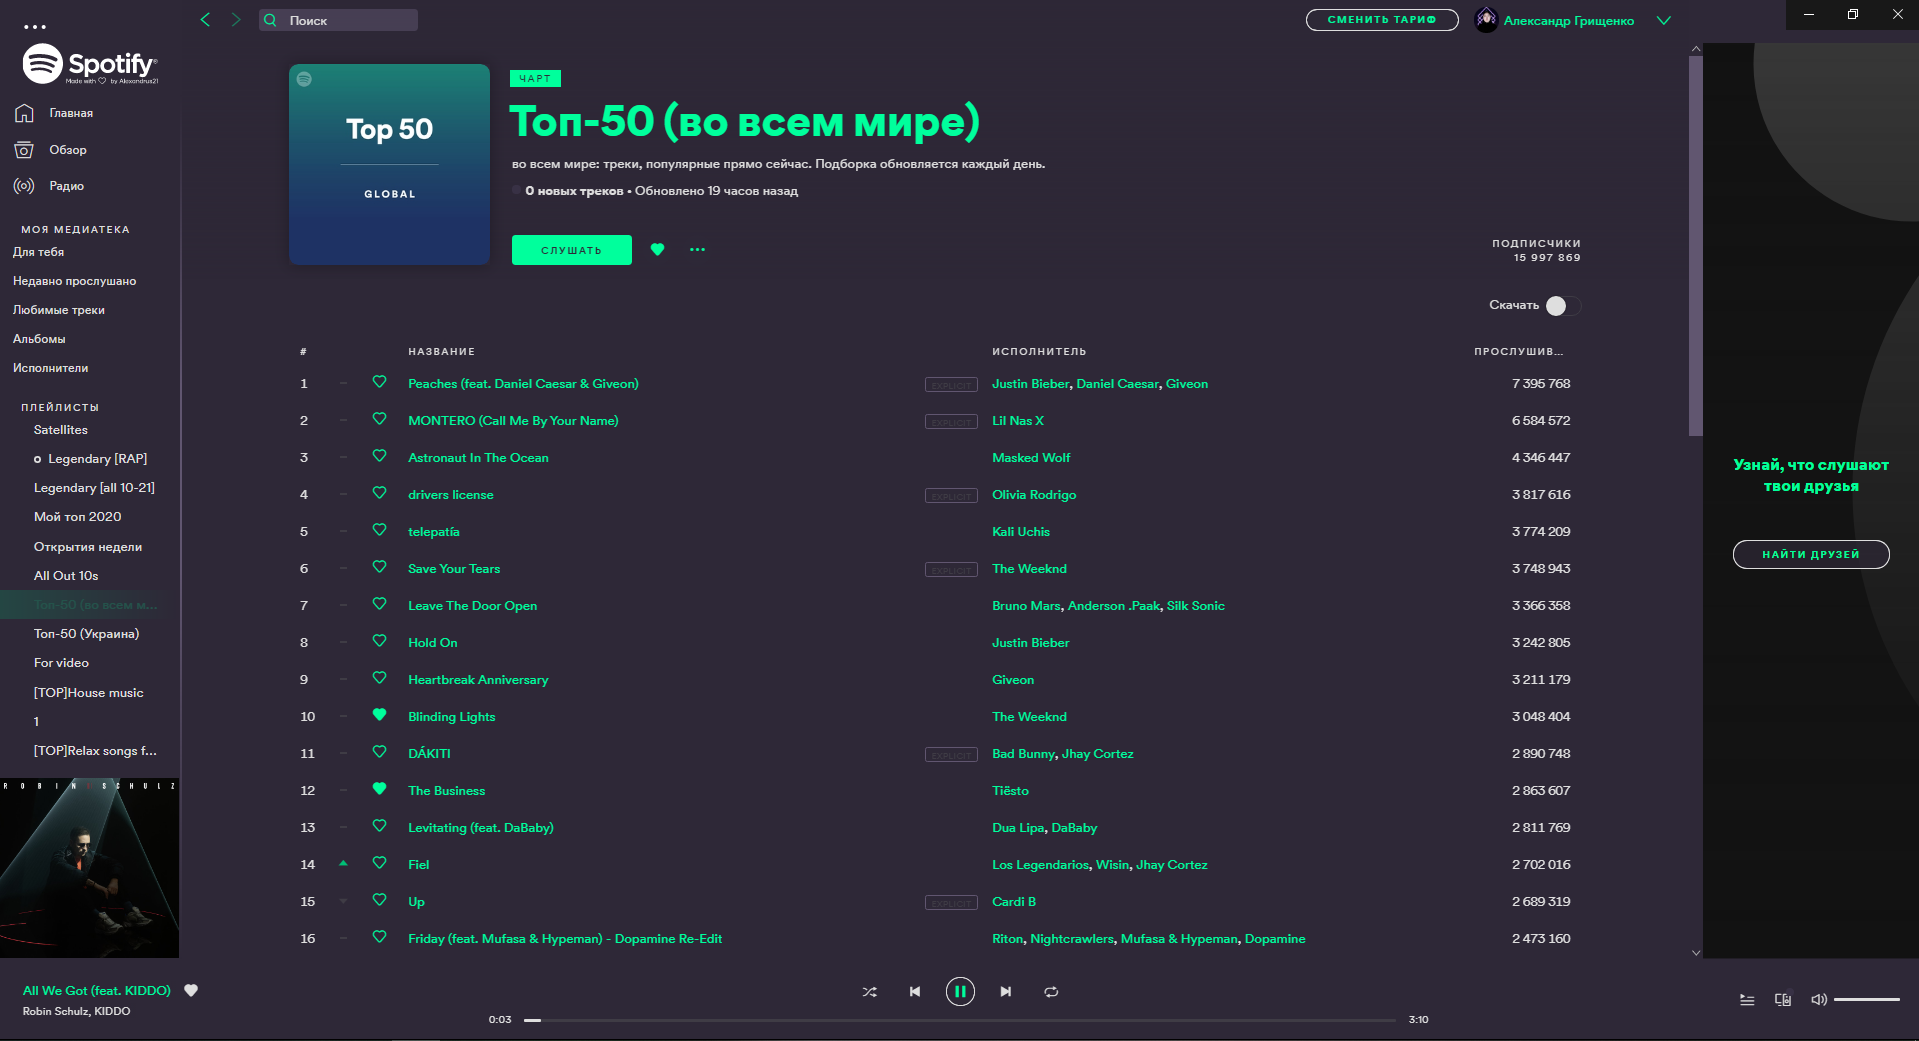 Поиск
СМЕНИТЬ ТАРИФ
Александр Грищенко
Spotify
Made with ♡ by Alexandrus21
Главная
Обзор
Радио
МОЯ МЕДИАТЕКА
Для тебя
Недавно прослушано
Любимые треки
Альбомы
Исполнители
ПЛЕЙЛИСТЫ
Satellites
Legendary [RAP]
Legendary [all 10-21]
Мой топ 2020
Открытия недели
All Out 10s
Топ-50 (во всем м...
Топ-50 (Украина)
For video
[TOP]House music
1
[TOP]Relax songs f...
ROBIN SCHULZ
Top 50
GLOBAL
ЧАРТ
Топ-50 (во всем мире)
во всем мире: треки, популярные прямо сейчас. Подборка обновляется каждый день.
0 новых треков • Обновлено 19 часов назад
СЛУШАТЬ
ПОДПИСЧИКИ
15 997 869
Скачать
# НАЗВАНИЕ ИСПОЛНИТЕЛЬ ПРОСЛУШИВ...
1 Peaches (feat. Daniel Caesar & Giveon) EXPLICIT Justin Bieber, Daniel Caesar, Giveon 7 395 768
2 MONTERO (Call Me By Your Name) EXPLICIT Lil Nas X 6 584 572
3 Astronaut In The Ocean Masked Wolf 4 346 447
4 drivers license EXPLICIT Olivia Rodrigo 3 817 616
5 telepatía Kali Uchis 3 774 209
6 Save Your Tears EXPLICIT The Weeknd 3 748 943
7 Leave The Door Open Bruno Mars, Anderson .Paak, Silk Sonic 3 366 358
8 Hold On Justin Bieber 3 242 805
9 Heartbreak Anniversary Giveon 3 211 179
10 Blinding Lights The Weeknd 3 048 404
11 DÁKITI EXPLICIT Bad Bunny, Jhay Cortez 2 890 748
12 The Business Tiësto 2 863 607
13 Levitating (feat. DaBaby) Dua Lipa, DaBaby 2 811 769
14 Fiel Los Legendarios, Wisin, Jhay Cortez 2 702 016
15 Up EXPLICIT Cardi B 2 689 319
16 Friday (feat. Mufasa & Hypeman) - Dopamine Re-Edit Riton, Nightcrawlers, Mufasa & Hypeman, Dopamine 2 473 160
Узнай, что слушают
твои друзья
НАЙТИ ДРУЗЕЙ
All We Got (feat. KIDDO)
Robin Schulz, KIDDO
0:03
3:10